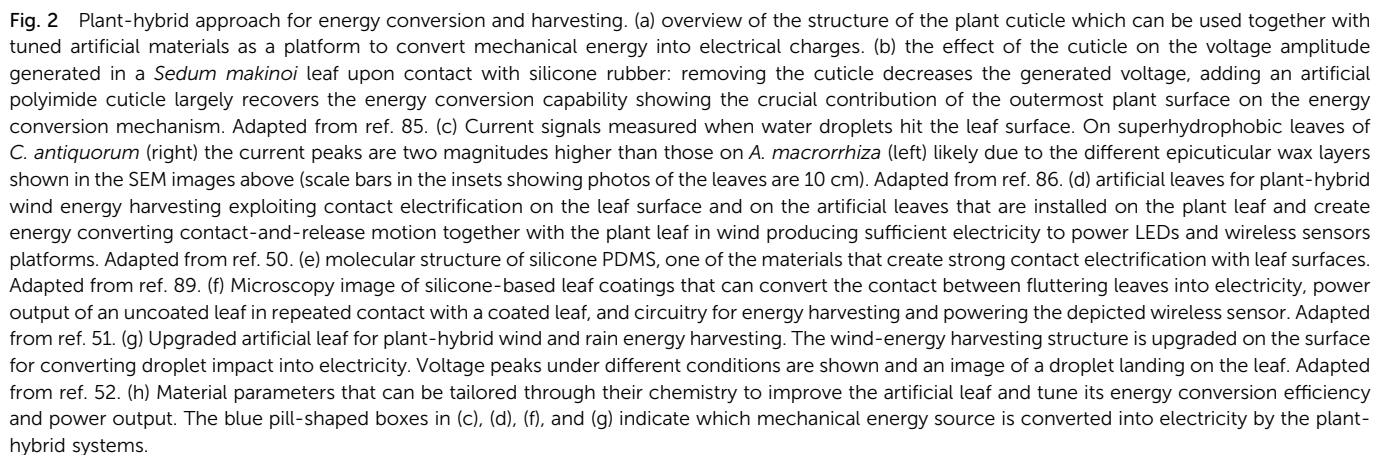 Fig. 2 Plant-hybrid approach for energy conversion and harvesting. (a) overview of the structure of the plant cuticle which can be used together with
tuned artificial materials as a platform to convert mechanical energy into electrical charges. (b) the effect of the cuticle on the voltage amplitude
generated in a Sedum makinoi leaf upon contact with silicone rubber: removing the cuticle decreases the generated voltage, adding an artificial
polyimide cuticle largely recovers the energy conversion capability showing the crucial contribution of the outermost plant surface on the energy
conversion mechanism. Adapted from ref. 85. (c) Current signals measured when water droplets hit the leaf surface. On superhydrophobic leaves of
C. antiquorum (right) the current peaks are two magnitudes higher than those on A. macrorrhiza (left) likely due to the different epicuticular wax layers
shown in the SEM images above (scale bars in the insets showing photos of the leaves are 10 cm). Adapted from ref. 86. (d) artificial leaves for plant-hybrid
wind energy harvesting exploiting contact electrification on the leaf surface and on the artificial leaves that are installed on the plant leaf and create
energy converting contact-and-release motion together with the plant leaf in wind producing sufficient electricity to power LEDs and wireless sensors
platforms. Adapted from ref. 50. (e) molecular structure of silicone PDMS, one of the materials that create strong contact electrification with leaf surfaces.
Adapted from ref. 89. (f) Microscopy image of silicone-based leaf coatings that can convert the contact between fluttering leaves into electricity, power
output of an uncoated leaf in repeated contact with a coated leaf, and circuitry for energy harvesting and powering the depicted wireless sensor. Adapted
from ref. 51. (g) Upgraded artificial leaf for plant-hybrid wind and rain energy harvesting. The wind-energy harvesting structure is upgraded on the surface
for converting droplet impact into electricity. Voltage peaks under different conditions are shown and an image of a droplet landing on the leaf. Adapted
from ref. 52. (h) Material parameters that can be tailored through their chemistry to improve the artificial leaf and tune its energy conversion efficiency
and power output. The blue pill-shaped boxes in (c), (d), (f), and (g) indicate which mechanical energy source is converted into electricity by the plant-
hybrid systems.